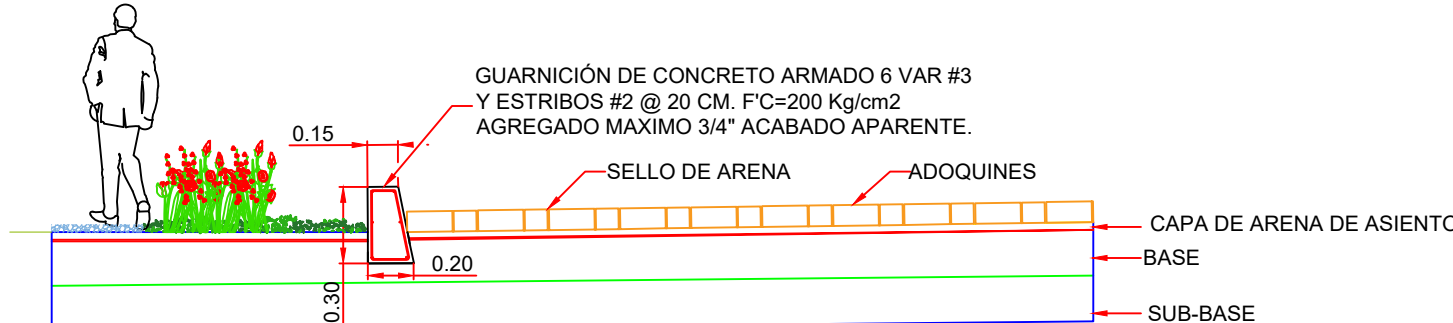 GUARNICIÓN DE CONCRETO ARMADO 6 VAR #3
Y ESTRIBOS #2 @ 20 CM. F'C=200 Kg/cm2
AGREGADO MAXIMO 3/4" ACABADO APARENTE.
0.15
SELLO DE ARENA
ADOQUINES
CAPA DE ARENA DE ASIENTO
BASE
0.20
0.30
SUB-BASE